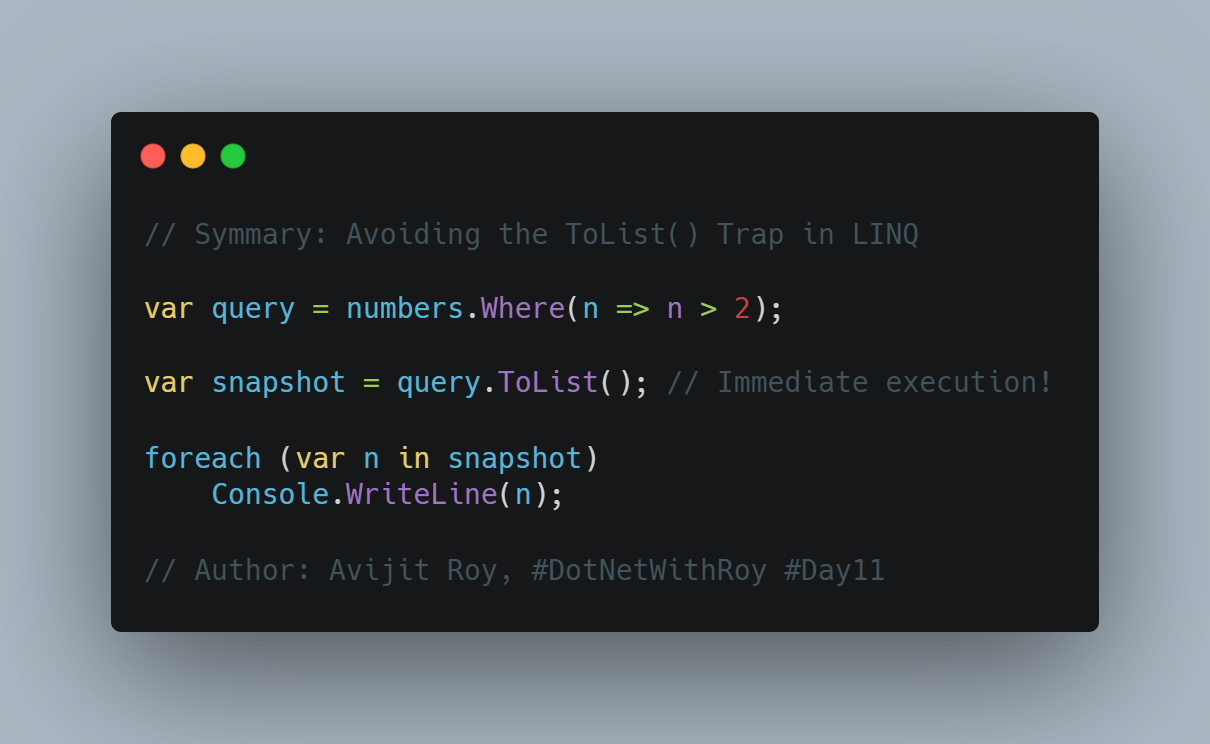 // Summary: Avoiding the ToList() Trap in LINQ
var query = numbers.Where(n => n > 2);
var snapshot = query.ToList(); // Immediate execution!
foreach (var n in snapshot)
    Console.WriteLine(n);
// Author: Avijit Roy, #DotNetWithRoy #Day11